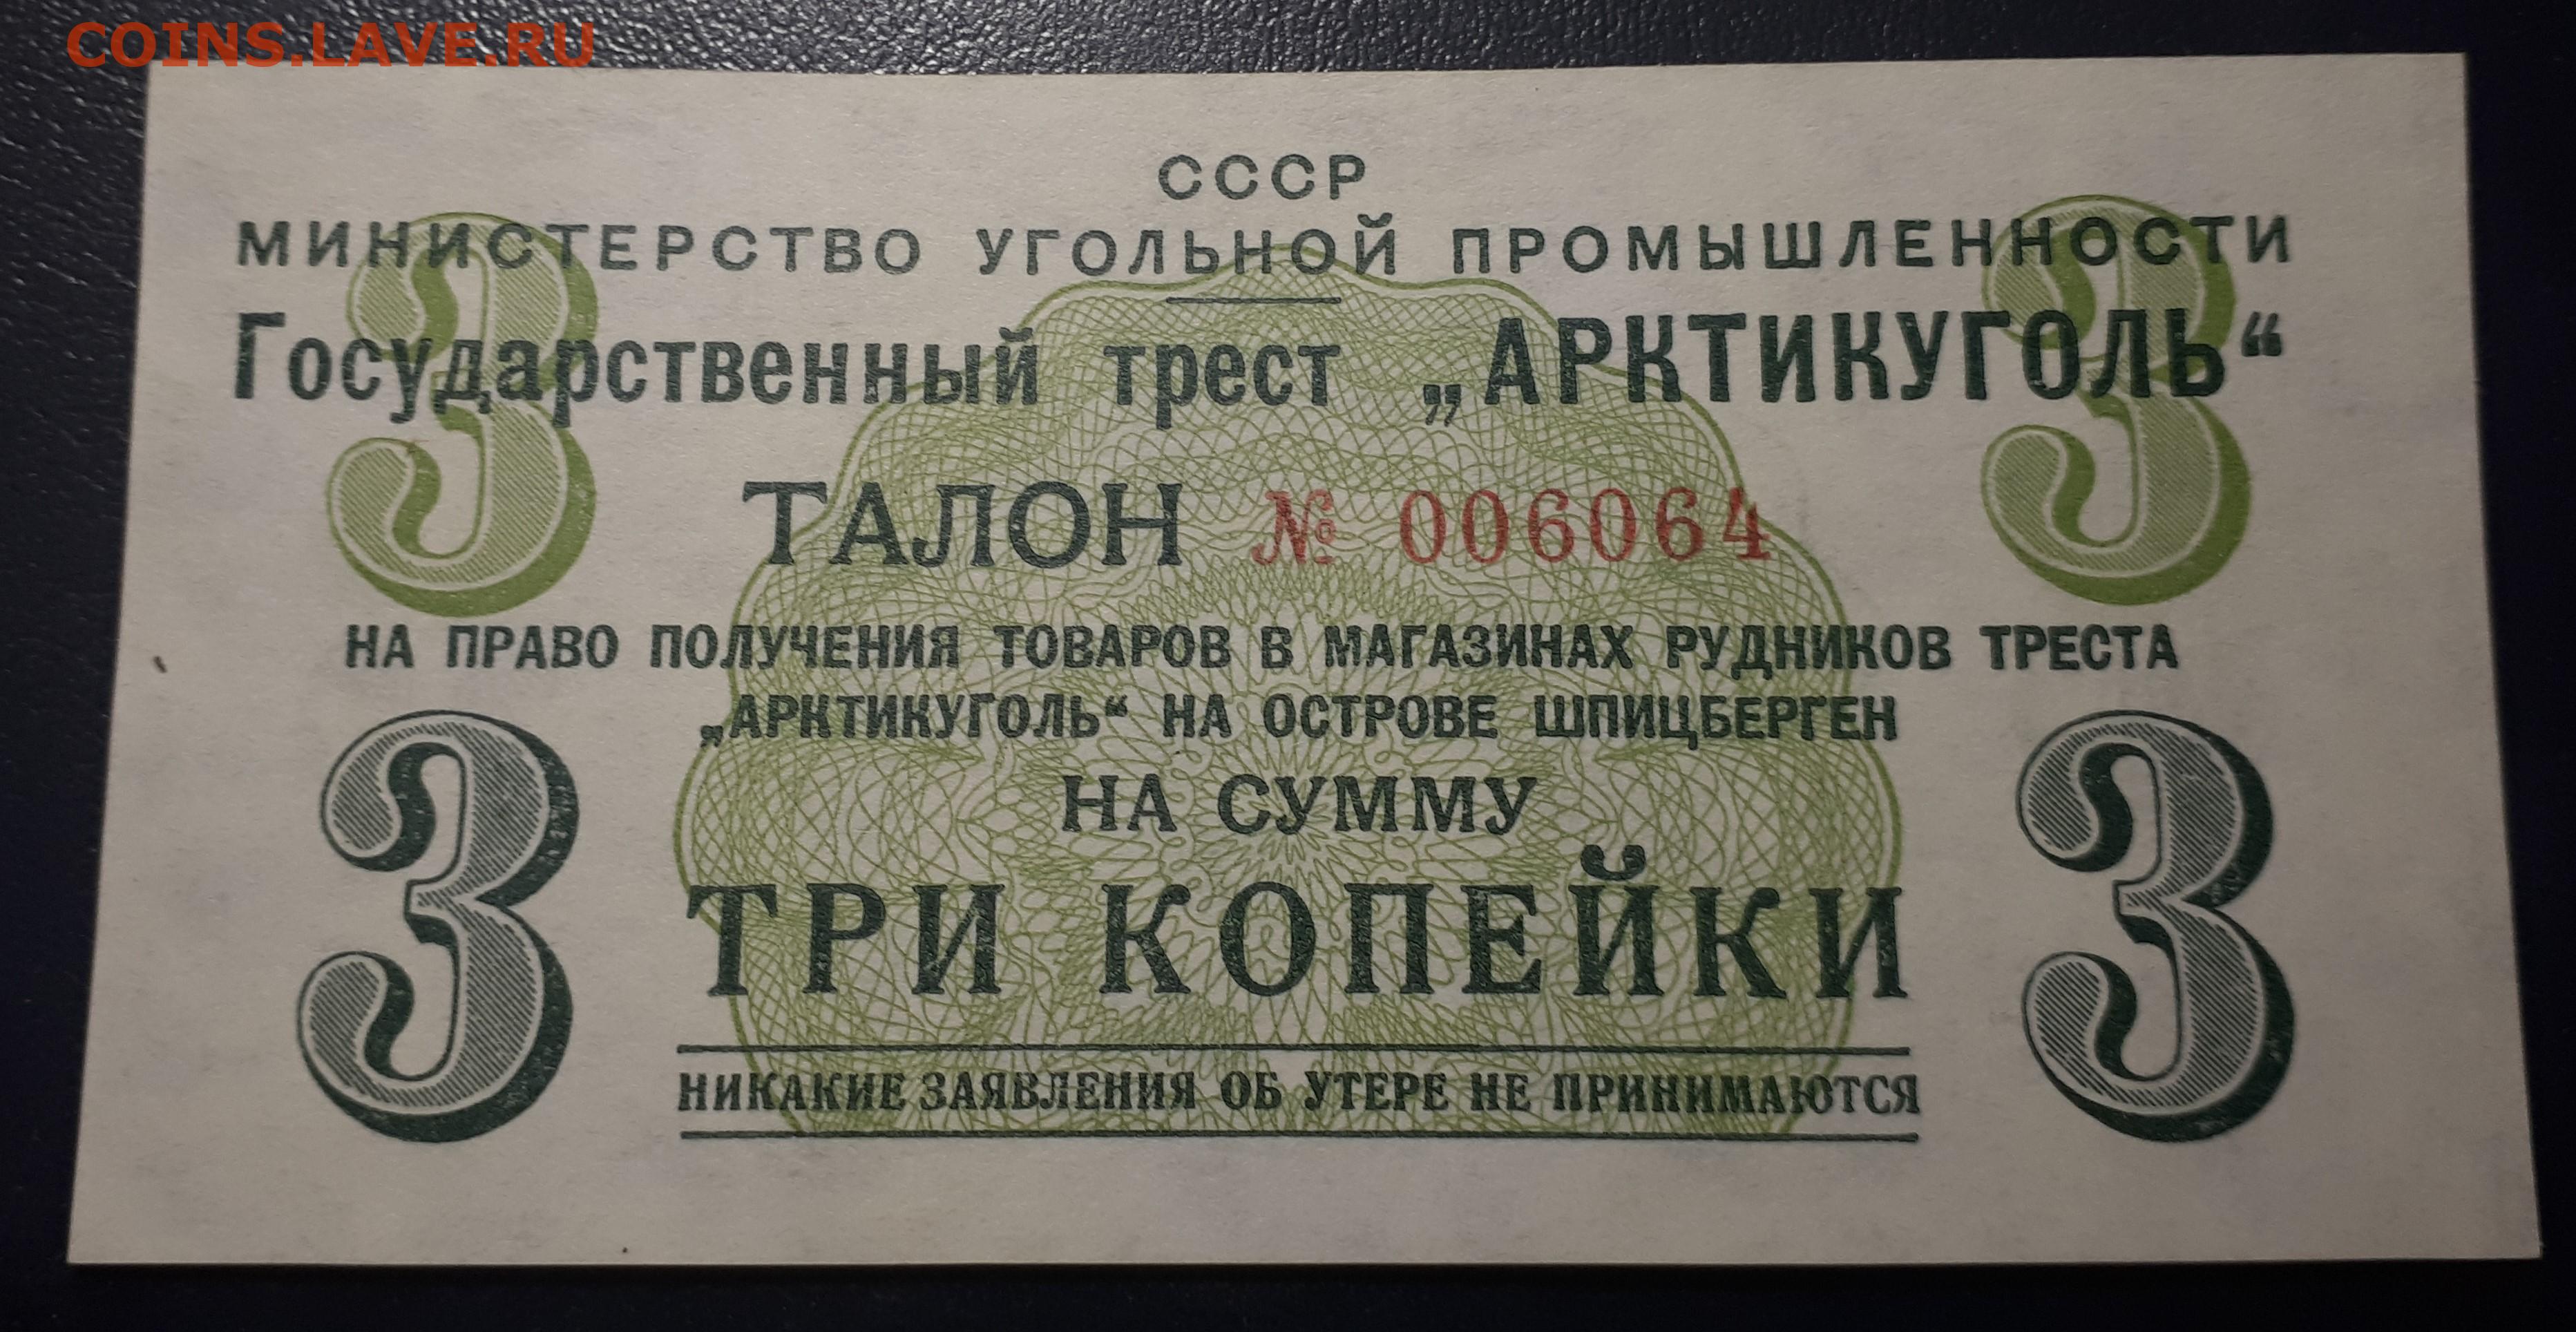 COINS.LAVE.RU
СССР
МИНИСТЕРСТВО УГОЛЬНОЙ ПРОМЫШЛЕННОСТИ
Государственный трест „АРКТИКУГОЛЬ“
3 3
ТАЛОН № 006064
НА ПРАВО ПОЛУЧЕНИЯ ТОВАРОВ В МАГАЗИНАХ РУДНИКОВ ТРЕСТА
„АРКТИКУГОЛЬ“ НА ОСТРОВЕ ШПИЦБЕРГЕН
НА СУММУ
3 ТРИ КОПЕЙКИ 3
НИКАКИЕ ЗАЯВЛЕНИЯ ОБ УТЕРЕ НЕ ПРИНИМАЮТСЯ